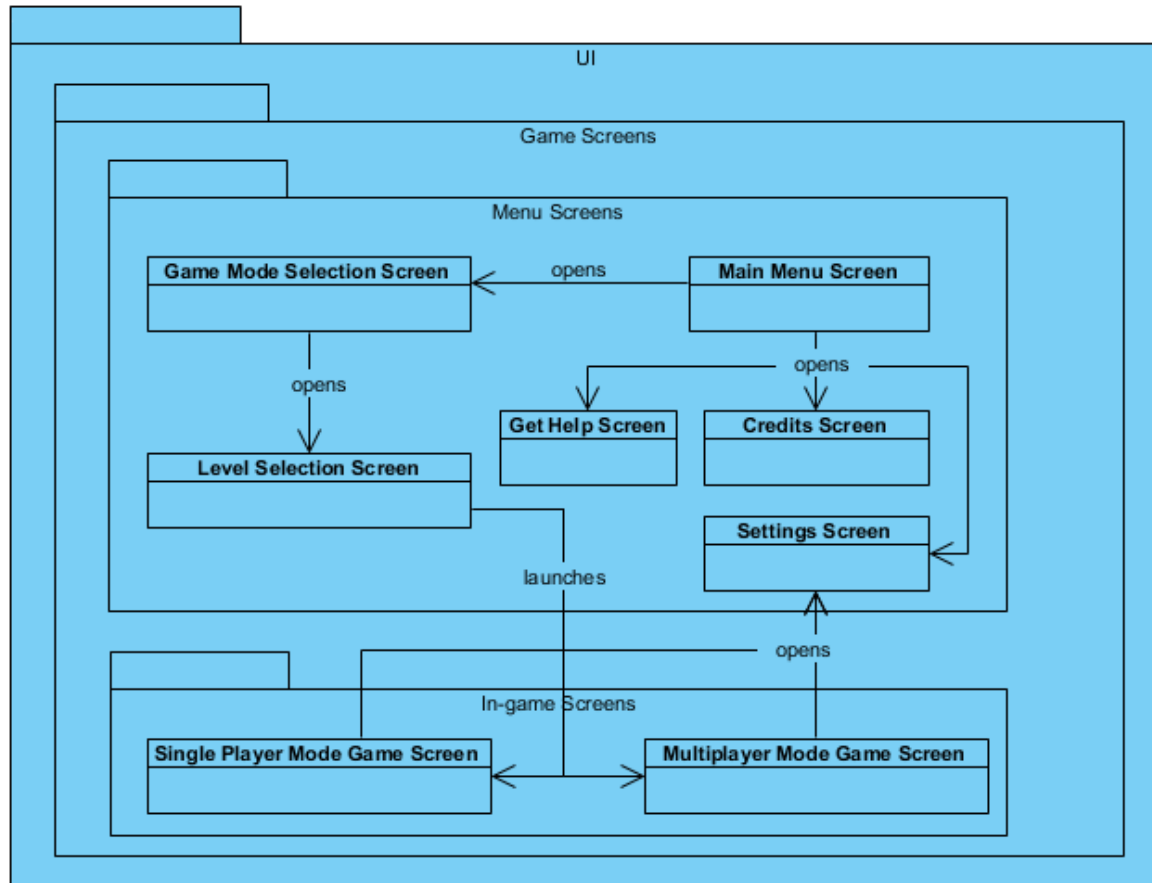 UI
Game Screens
Menu Screens
Game Mode Selection Screen
opens
Main Menu Screen
opens
opens
Get Help Screen
Credits Screen
Level Selection Screen
Settings Screen
launches
opens
In-game Screens
Single Player Mode Game Screen
Multiplayer Mode Game Screen